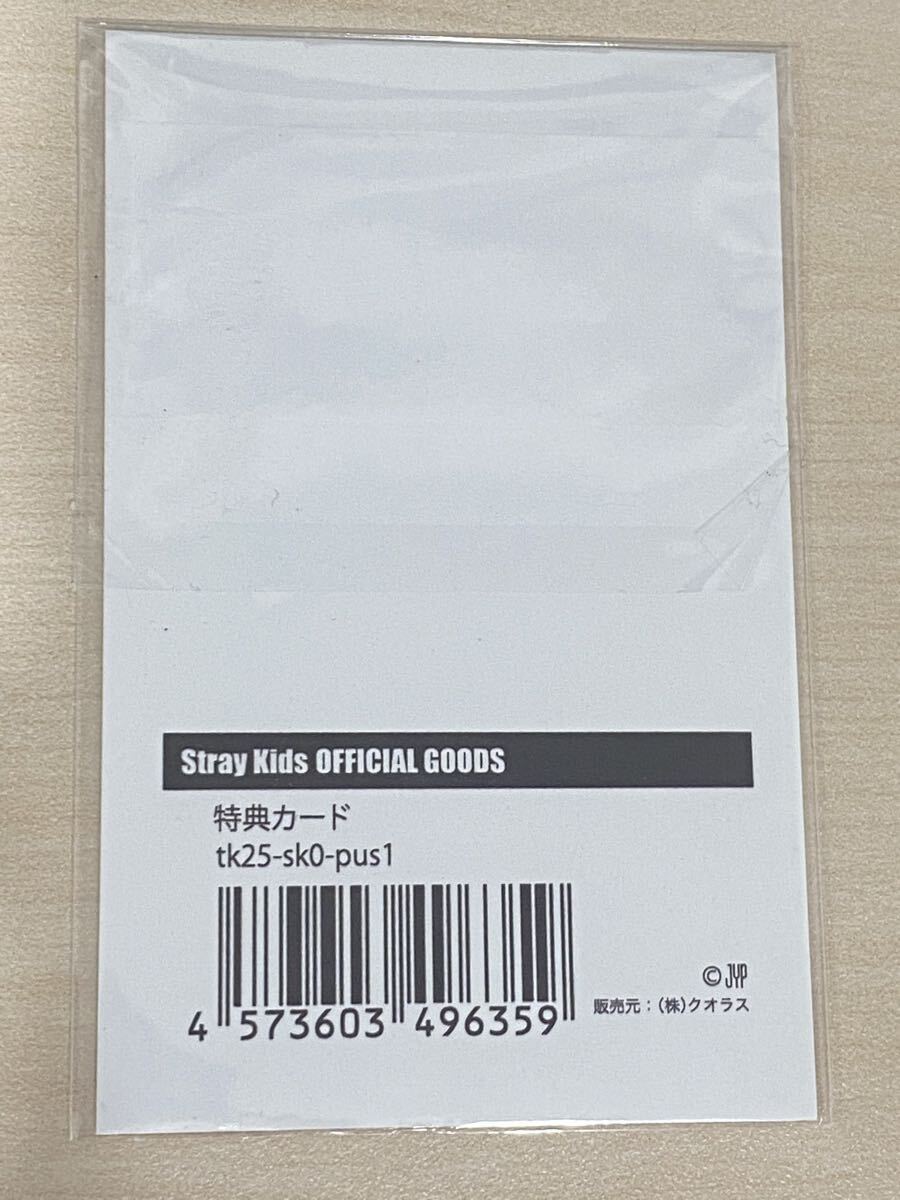 Stray Kids OFFICIAL GOODS
特典カード
tk25-sk0-pus1
4 573603 496359
© JYP
販売元：（株）クオラス